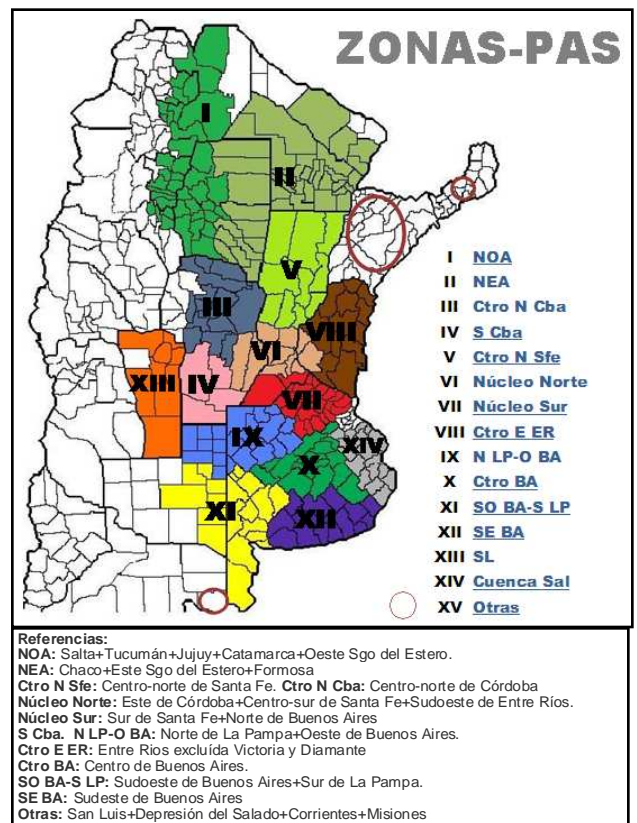 ZONAS-PAS
I
II
III
V
VIII
VI
XIII
IV
VII
IX
XIV
X
XI
XII
I NOA
II NEA
III Ctro N Cba
IV S Cba
V Ctro N Sfe
VI Núcleo Norte
VII Núcleo Sur
VIII Ctro E ER
IX N LP-O BA
X Ctro BA
XI SO BA-S LP
XII SE BA
XIII SL
XIV Cuenca Sal
XV Otras
Referencias:
NOA: Salta+Tucumán+Jujuy+Catamarca+Oeste Sgo del Estero.
NEA: Chaco+Este Sgo del Estero+Formosa
Ctro N Sfe: Centro-norte de Santa Fe. Ctro N Cba: Centro-norte de Córdoba
Núcleo Norte: Este de Córdoba+Centro-sur de Santa Fe+Sudoeste de Entre Ríos.
Núcleo Sur: Sur de Santa Fe+Norte de Buenos Aires
S Cba. N LP-O BA: Norte de La Pampa+Oeste de Buenos Aires.
Ctro E ER: Entre Rios excluída Victoria y Diamante
Ctro BA: Centro de Buenos Aires.
SO BA-S LP: Sudoeste de Buenos Aires+Sur de La Pampa.
SE BA: Sudeste de Buenos Aires
Otras: San Luis+Depresión del Salado+Corrientes+Misiones